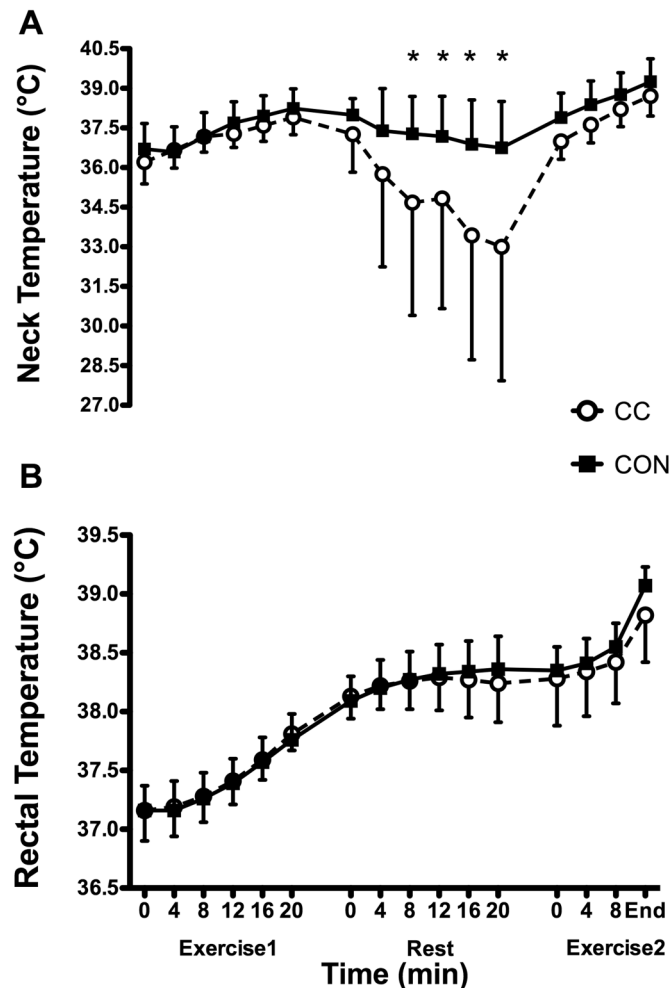 A
Neck Temperature (°C)
40.5
39.0
37.5
36.0
34.5
33.0
31.5
30.0
28.5
27.0
* * * *
CC
CON
B
Rectal Temperature (°C)
39.5
39.0
38.5
38.0
37.5
37.0
36.5
0 4 8 12 16 20 0 4 8 12 16 20 0 4 8 End
Exercise1 Rest Exercise2
Time (min)